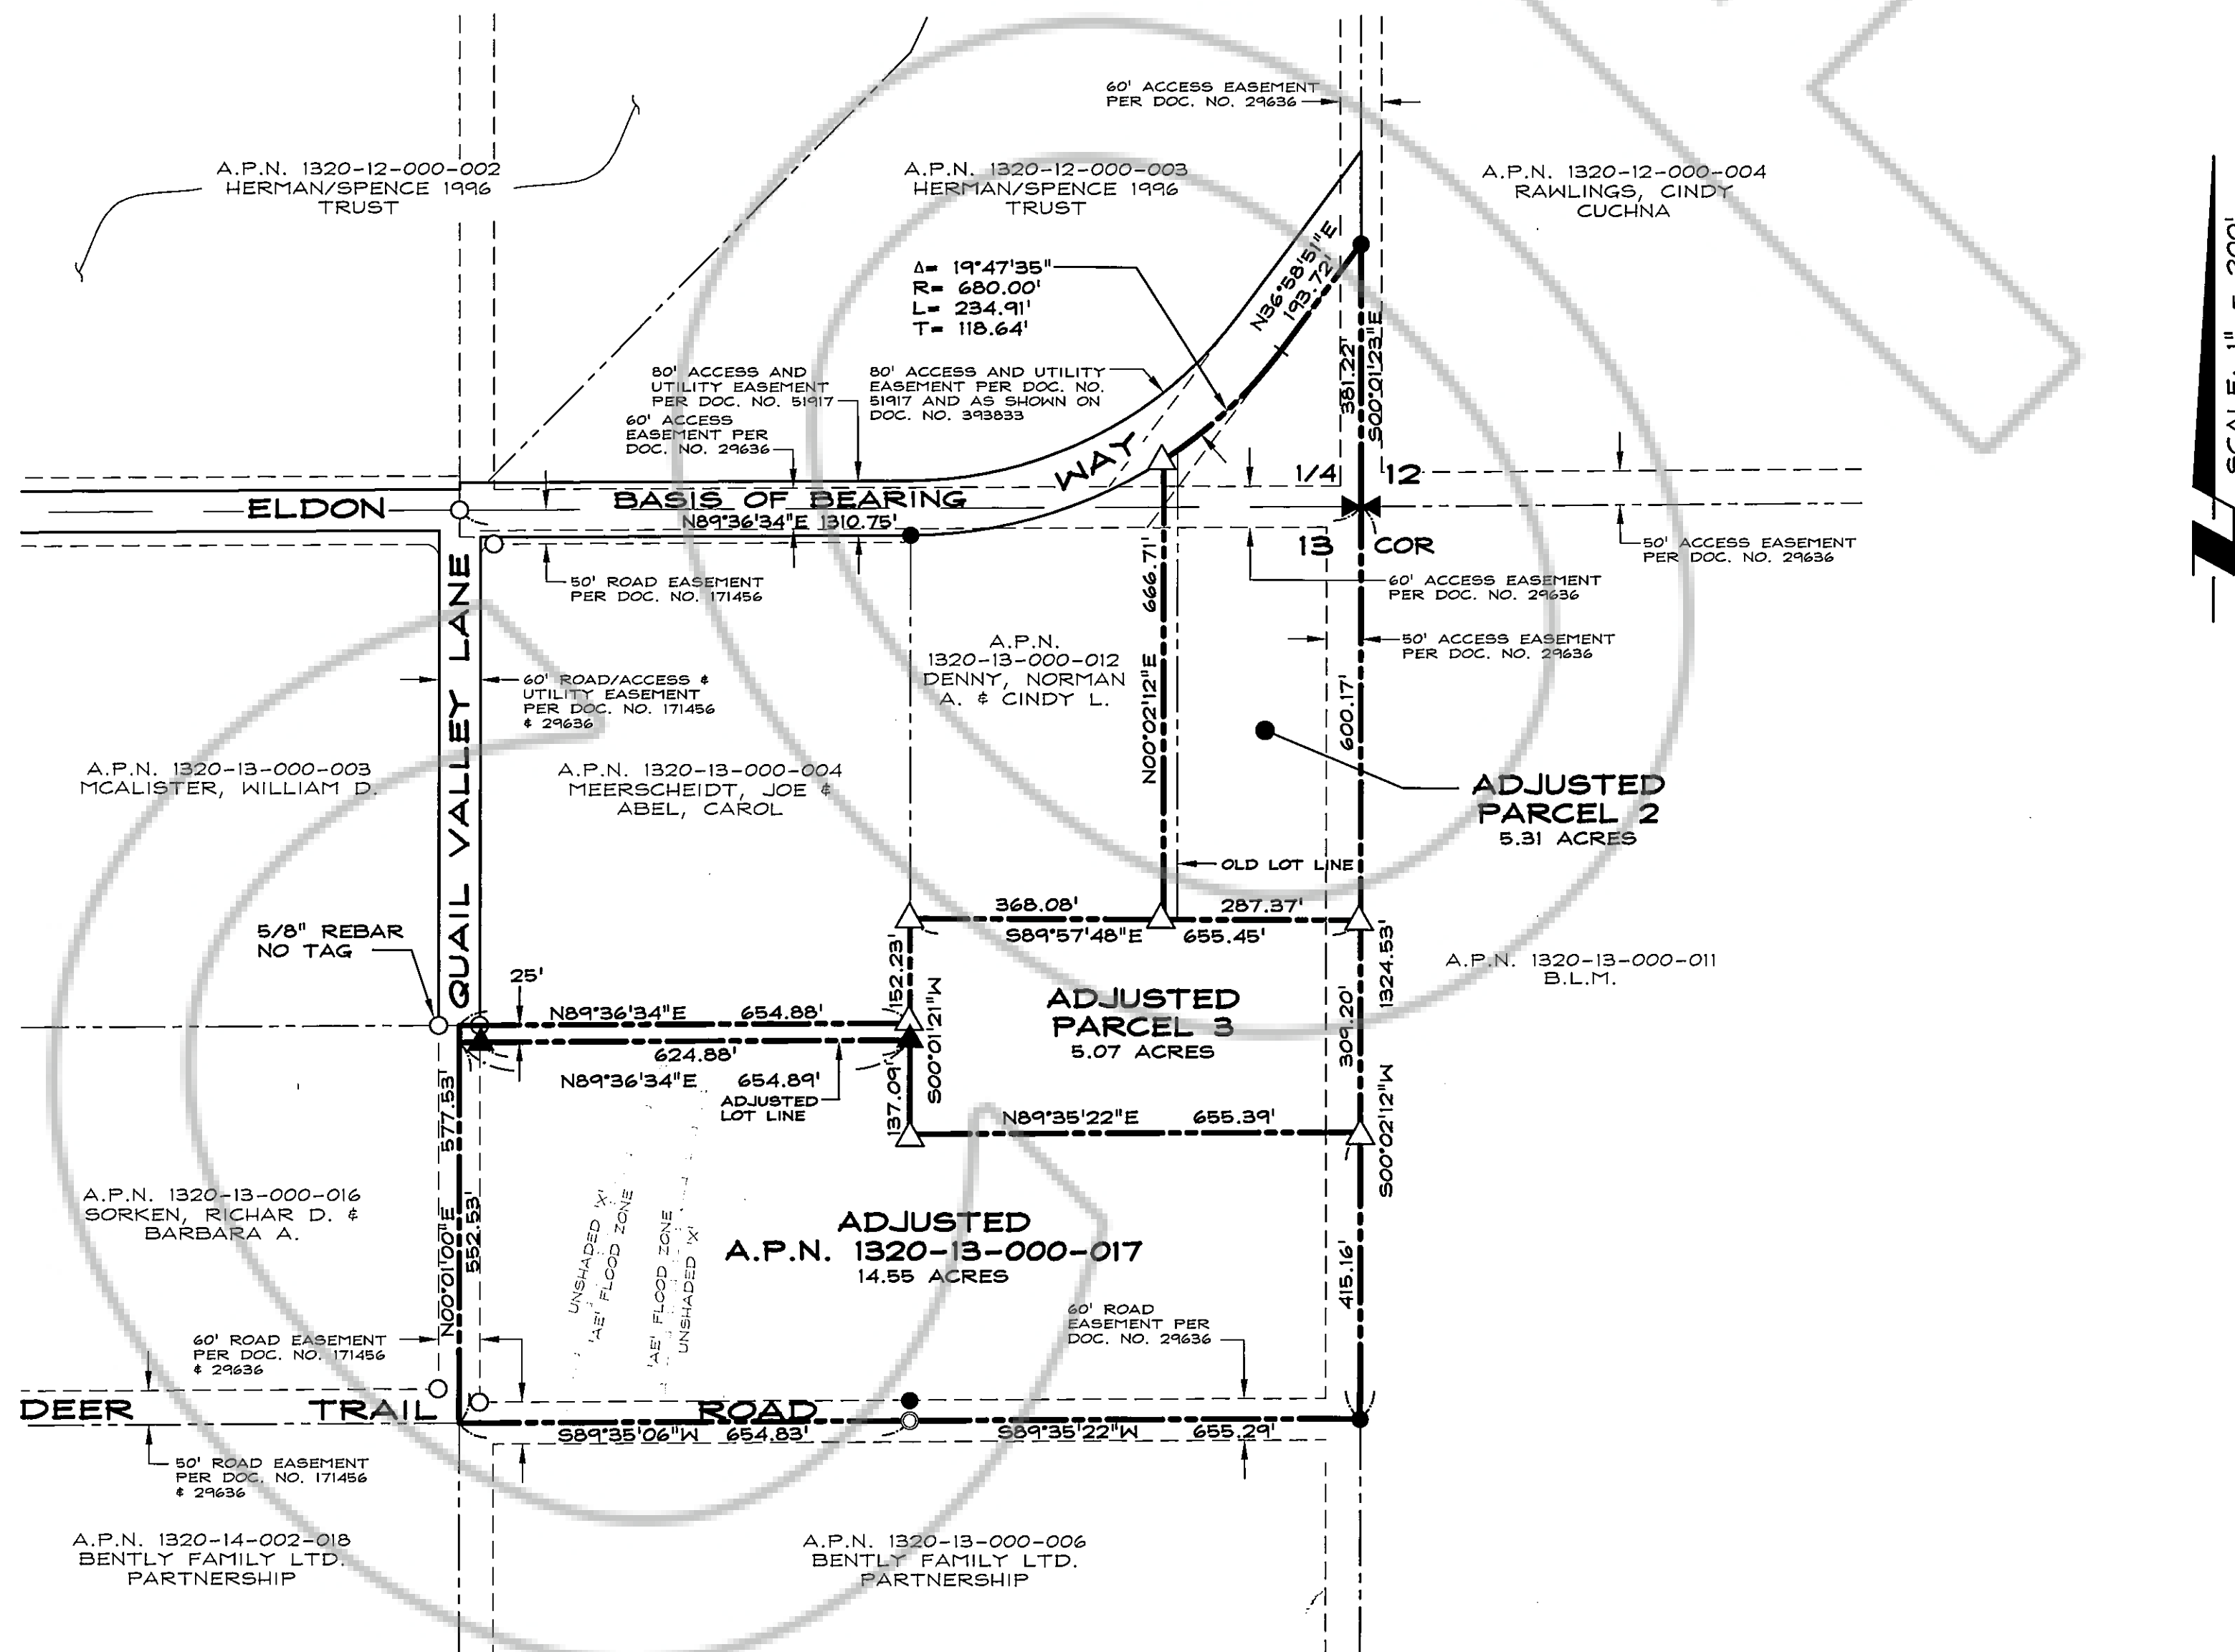 60' ACCESS EASEMENT
PER DOC. NO. 29636
A.P.N. 1320-12-000-002
HERMAN/SPENCE 1996
TRUST
A.P.N. 1320-12-000-003
HERMAN/SPENCE 1996
TRUST
A.P.N. 1320-12-000-004
RAWLINGS, CINDY
CUCHNA
SCALE: 1" = 200'
Δ= 19°47'35"
R= 680.00'
L= 234.91'
T= 118.64'
N36°58'51"E
193.72'
381.22'
S00°01'23"E
80' ACCESS AND
UTILITY EASEMENT
PER DOC. NO. 51917
80' ACCESS AND UTILITY
EASEMENT PER DOC. NO.
51917 AND AS SHOWN ON
DOC. NO. 393833
60' ACCESS
EASEMENT PER
DOC. NO. 29636
WAY
1/4 12
13 COR
ELDON
BASIS OF BEARING
N89°36'34"E 1310.75'
50' ACCESS EASEMENT
PER DOC. NO. 29636
50' ROAD EASEMENT
PER DOC. NO. 171456
60' ACCESS EASEMENT
PER DOC. NO. 29636
50' ACCESS EASEMENT
PER DOC. NO. 29636
QUAIL VALLEY LANE
60' ROAD/ACCESS &
UTILITY EASEMENT
PER DOC. NO. 171456
& 29636
A.P.N.
1320-13-000-012
DENNY, NORMAN
A. & CINDY L.
666.71'
N00°02'12"E
600.17'
A.P.N. 1320-13-000-003
MCALISTER, WILLIAM D.
A.P.N. 1320-13-000-004
MEERSCHEIDT, JOE &
ABEL, CAROL
ADJUSTED
PARCEL 2
5.31 ACRES
OLD LOT LINE
5/8" REBAR
NO TAG
368.08'
287.37'
S89°57'48"E 655.45'
152.23'
S00°01'21"W
1324.53'
A.P.N. 1320-13-000-011
B.L.M.
25'
N89°36'34"E 654.88'
ADJUSTED
PARCEL 3
5.07 ACRES
309.20'
S00°02'12"W
624.88'
N89°36'34"E 654.89'
ADJUSTED
LOT LINE
137.09'
N89°35'22"E 655.39'
577.53'
N00°01'00"E
552.53'
A.P.N. 1320-13-000-016
SORKEN, RICHAR D. &
BARBARA A.
UNSHADED 'X'
'AE' FLOOD ZONE
'AE' FLOOD ZONE
UNSHADED 'X'
ADJUSTED
A.P.N. 1320-13-000-017
14.55 ACRES
415.16'
60' ROAD
EASEMENT PER
DOC. NO. 29636
60' ROAD EASEMENT
PER DOC. NO. 171456
& 29636
DEER TRAIL ROAD
S89°35'06"W 654.83'
S89°35'22"W 655.29'
50' ROAD EASEMENT
PER DOC. NO. 171456
& 29636
A.P.N. 1320-14-002-018
BENTLY FAMILY LTD.
PARTNERSHIP
A.P.N. 1320-13-000-006
BENTLY FAMILY LTD.
PARTNERSHIP